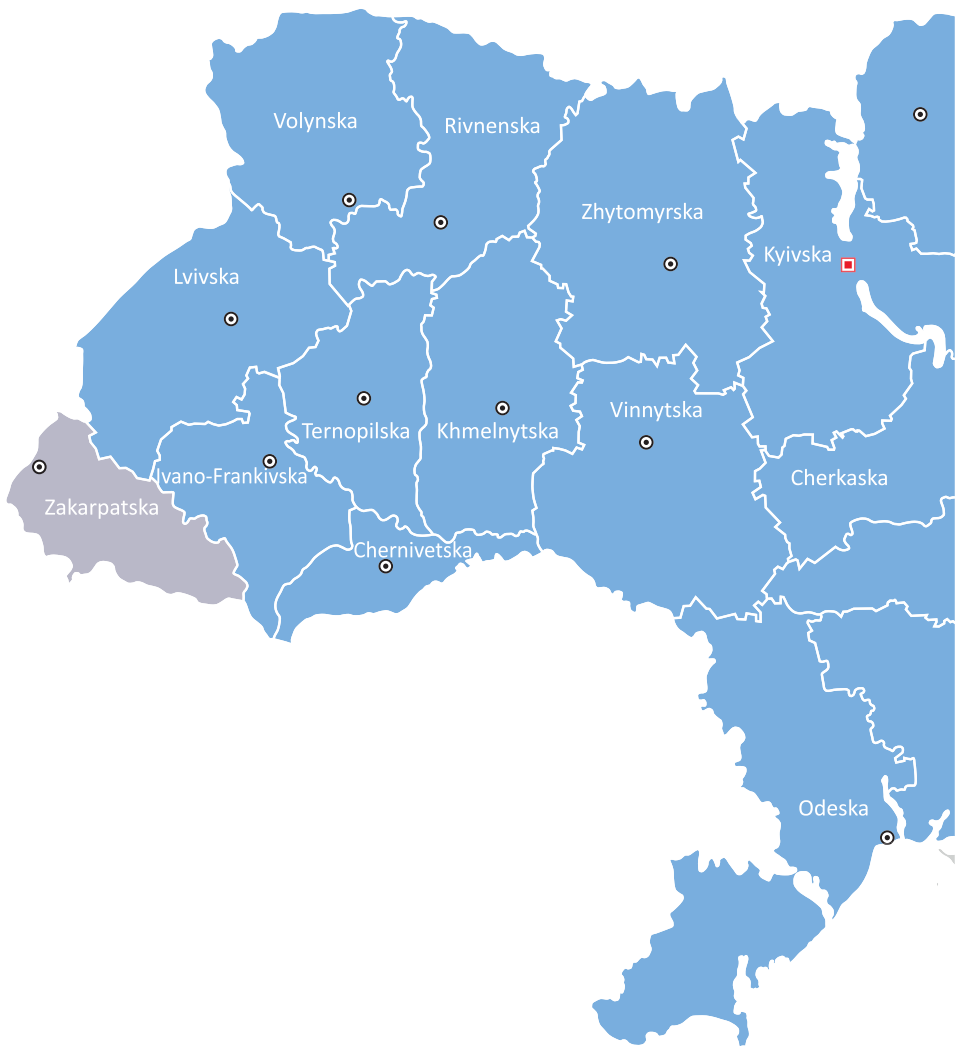 Volynska
Rivnenska
Zhytomyrska
Kyivska
Lvivska
Vinnytska
Ternopilska
Khmelnytska
Ivano-Frankivska
Cherkaska
Zakarpatska
Chernivetska
Odeska